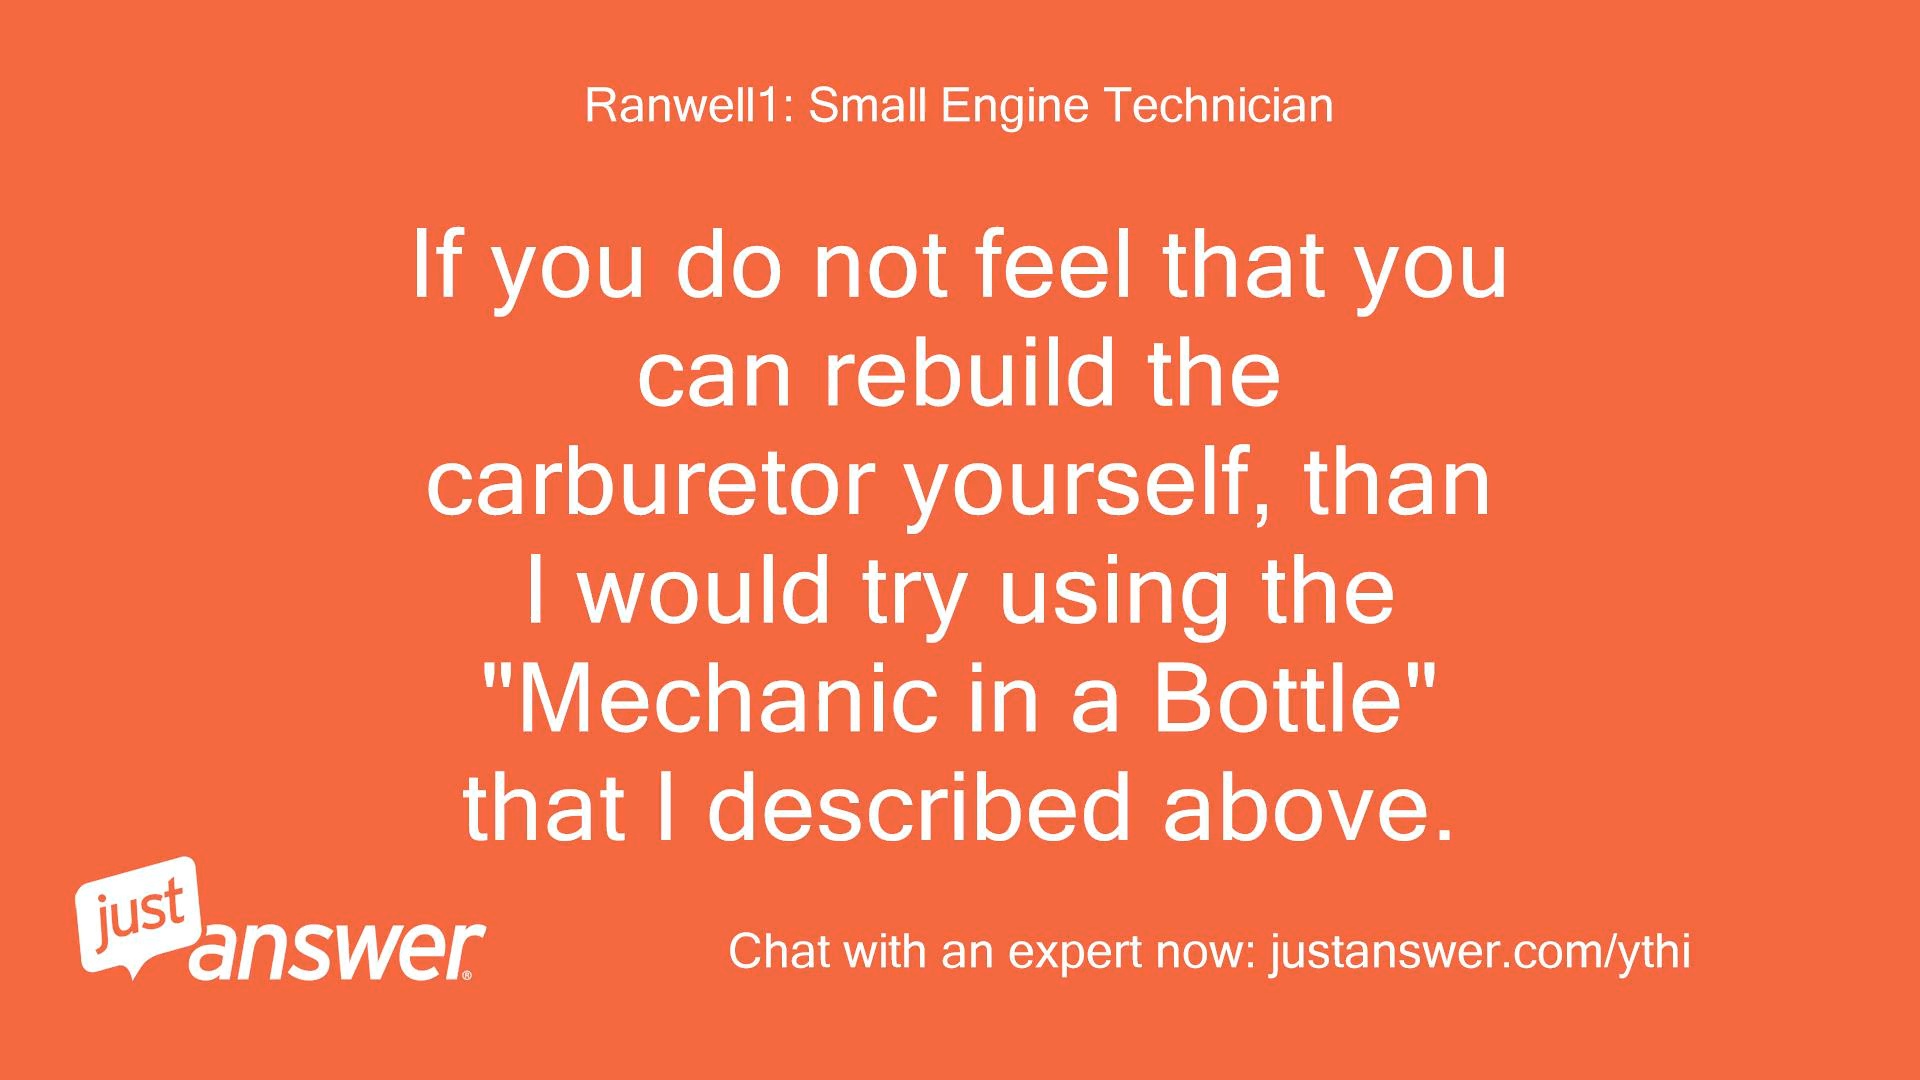 Ranwell1: Small Engine Technician
If you do not feel that you
can rebuild the
carburetor yourself, than
I would try using the
"Mechanic in a Bottle"
that I described above.
just
answer®
Chat with an expert now: justanswer.com/ythi